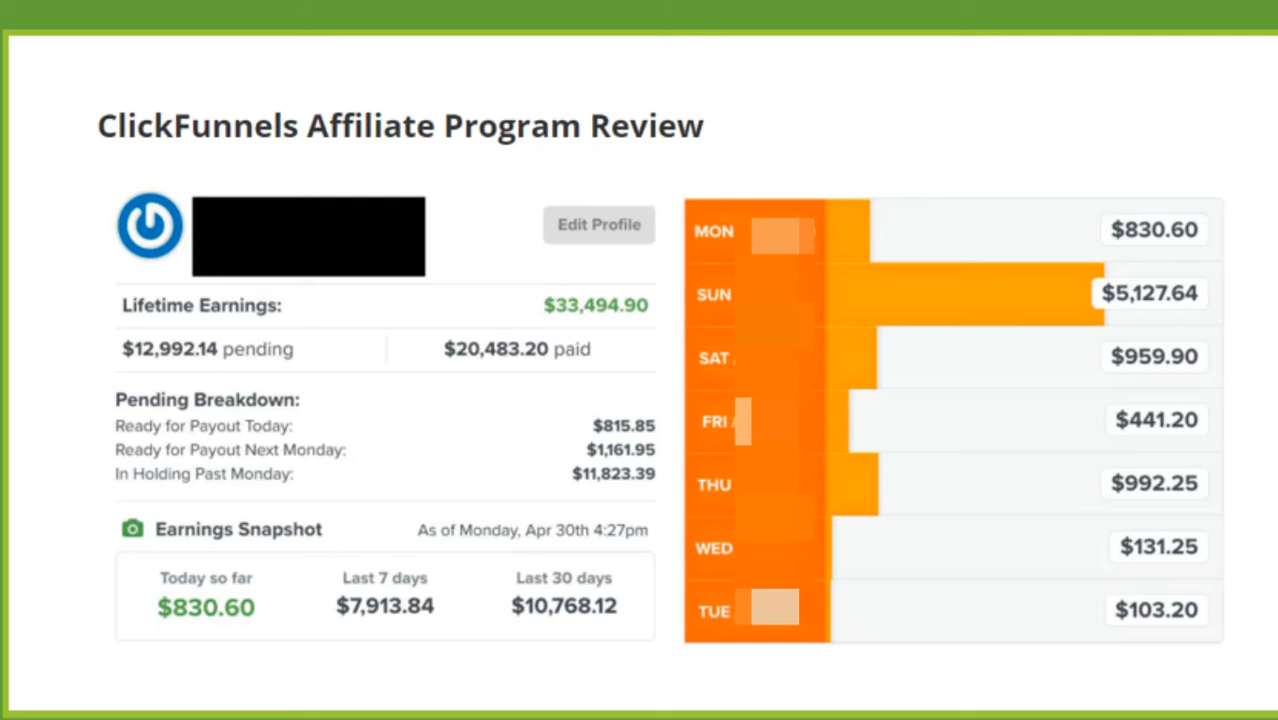 ClickFunnels Affiliate Program Review
Edit Profile
Lifetime Earnings: $33,494.90
$12,992.14 pending $20,483.20 paid
Pending Breakdown:
Ready for Payout Today: $815.85
Ready for Payout Next Monday: $1,161.95
In Holding Past Monday: $11,823.39
Earnings Snapshot As of Monday, Apr 30th 4:27pm
Today so far Last 7 days Last 30 days
$830.60 $7,913.84 $10,768.12
MON $830.60
SUN $5,127.64
SAT $959.90
FRI $441.20
THU $992.25
WED $131.25
TUE $103.20